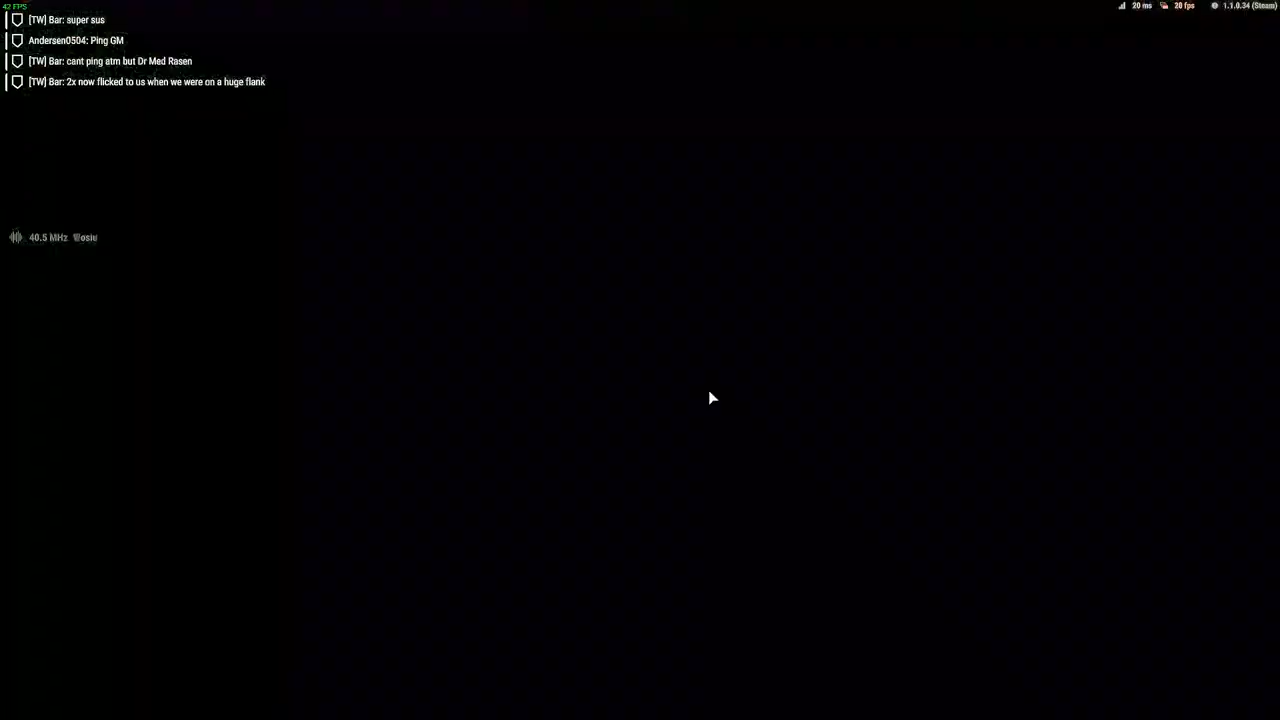 42 FPS
20 ms 20 fps 1.1.0.34 (Steam)
[TW] Bar: super sus
Andersen0504: Ping GM
[TW] Bar: cant ping atm but Dr Med Rasen
[TW] Bar: 2x now flicked to us when we were on a huge flank
40.5 MHz